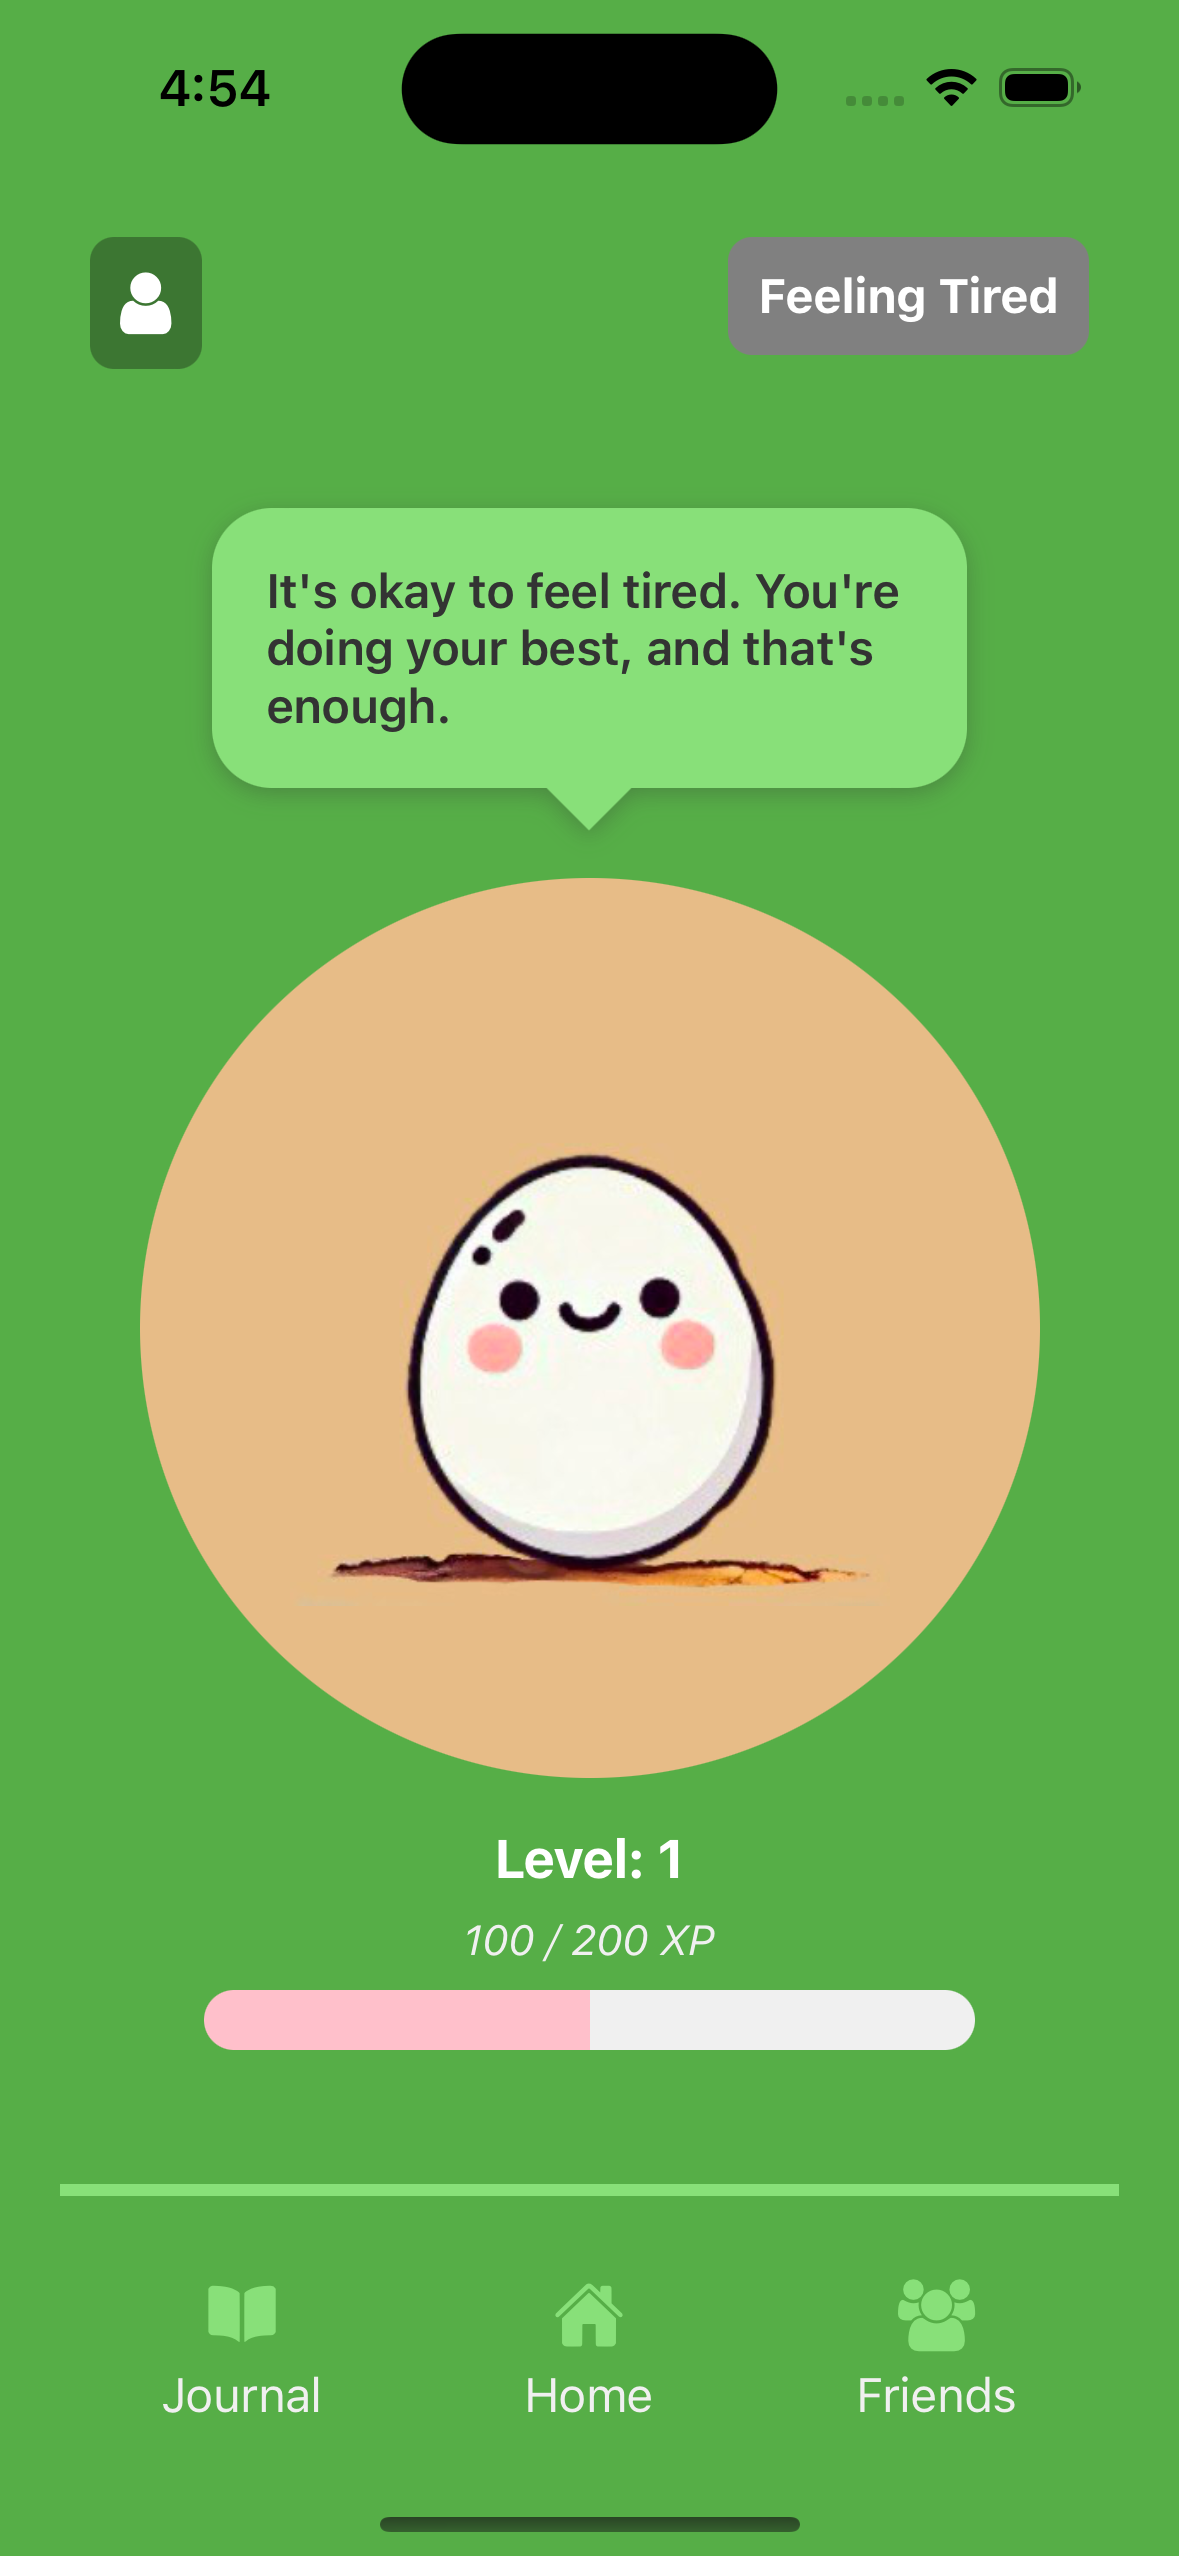 4:54
Feeling Tired
It's okay to feel tired. You're
doing your best, and that's
enough.
Level: 1
100 / 200 XP
Journal
Home
Friends